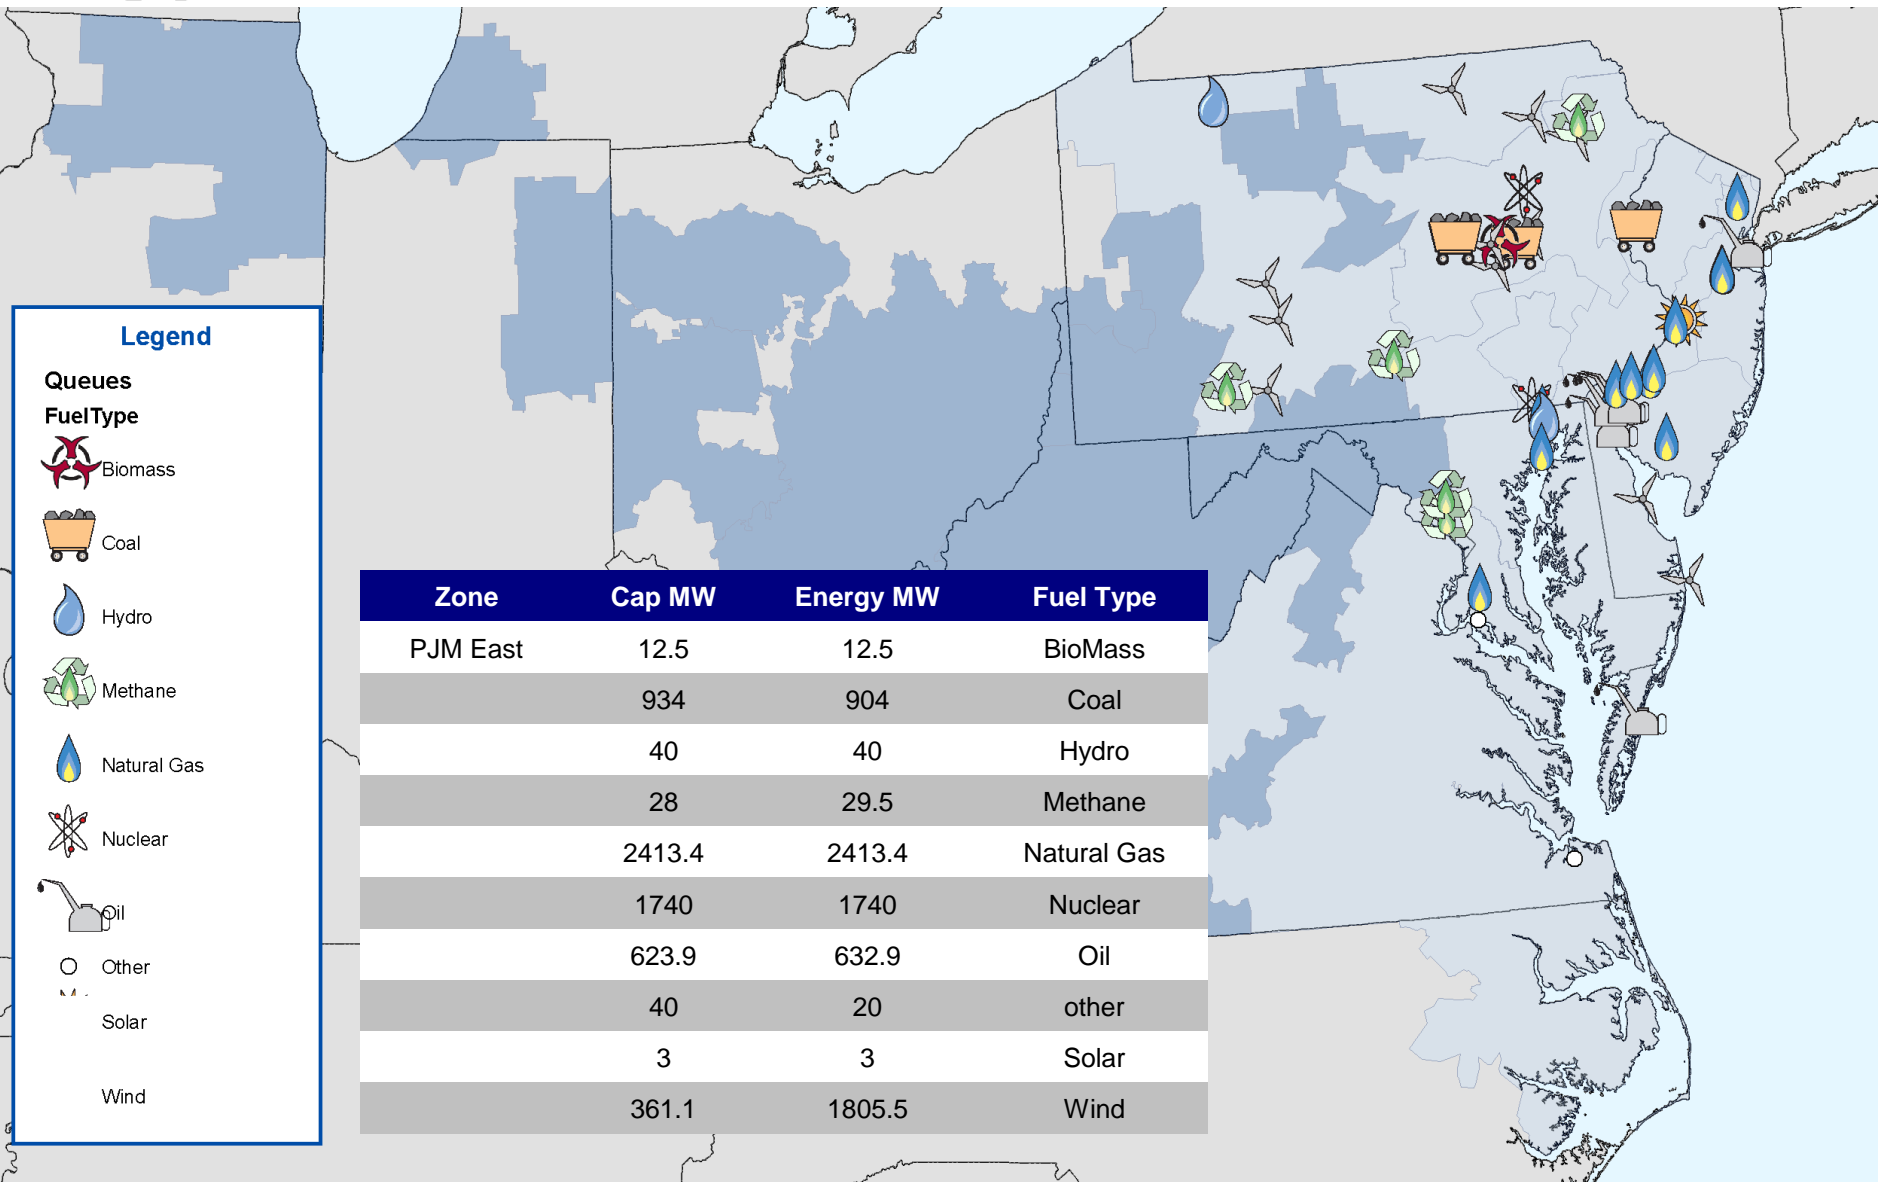 Legend
Queues
FuelType
Biomass
Coal
Hydro
Methane
Natural Gas
Nuclear
Oil
Other
Solar
Wind
Zone Cap MW Energy MW Fuel Type
PJM East 12.5 12.5 BioMass
934 904 Coal
40 40 Hydro
28 29.5 Methane
2413.4 2413.4 Natural Gas
1740 1740 Nuclear
623.9 632.9 Oil
40 20 other
3 3 Solar
361.1 1805.5 Wind